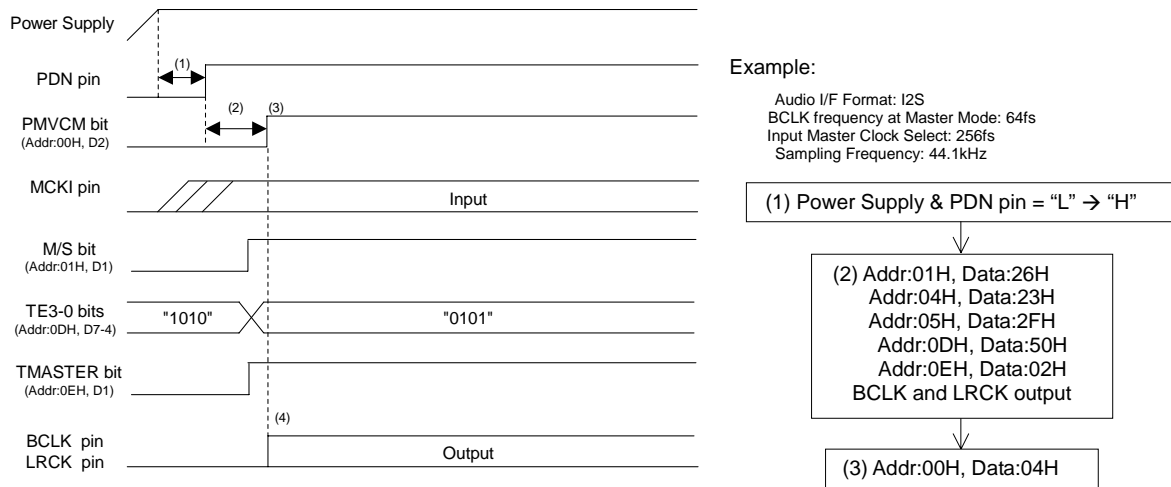 Power Supply
(1)
PDN pin
(2)
(3)
PMVCM bit
(Addr:00H, D2)
MCKI pin
Input
M/S bit
(Addr:01H, D1)
TE3-0 bits
(Addr:0DH, D7-4)
"1010"
"0101"
TMASTER bit
(Addr:0EH, D1)
(4)
BCLK pin
LRCK pin
Output
Example:
Audio I/F Format: I2S
BCLK frequency at Master Mode: 64fs
Input Master Clock Select: 256fs
Sampling Frequency: 44.1kHz
(1) Power Supply & PDN pin = “L” → “H”
(2) Addr:01H, Data:26H
Addr:04H, Data:23H
Addr:05H, Data:2FH
Addr:0DH, Data:50H
Addr:0EH, Data:02H
BCLK and LRCK output
(3) Addr:00H, Data:04H